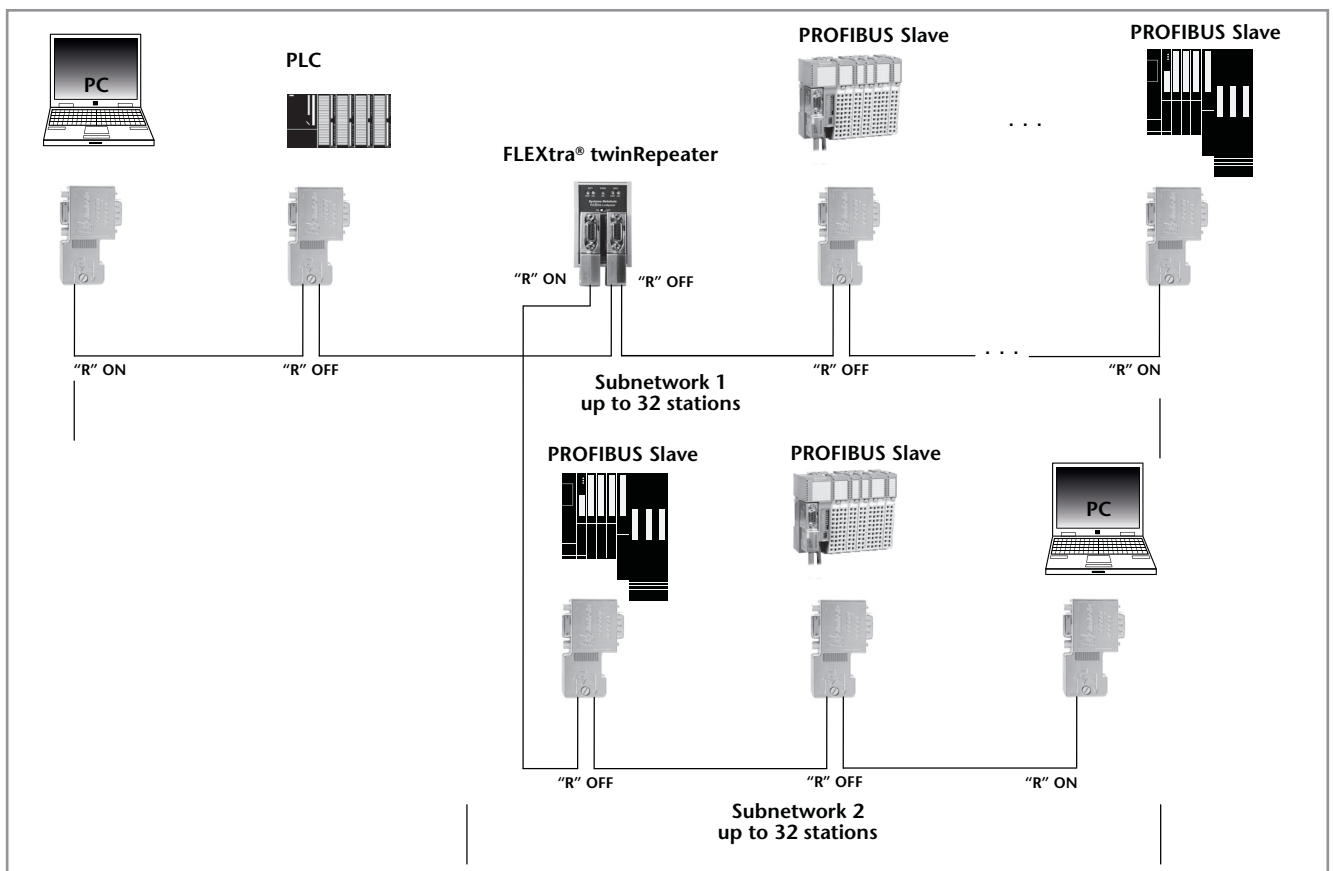 PROFIBUS Slave
PROFIBUS Slave
PLC
PC
. . .
FLEXtra® twinRepeater
“R” ON
“R” OFF
. . .
“R” ON
“R” OFF
“R” OFF
“R” ON
Subnetwork 1
up to 32 stations
PROFIBUS Slave
PROFIBUS Slave
PC
“R” OFF
“R” OFF
“R” ON
Subnetwork 2
up to 32 stations